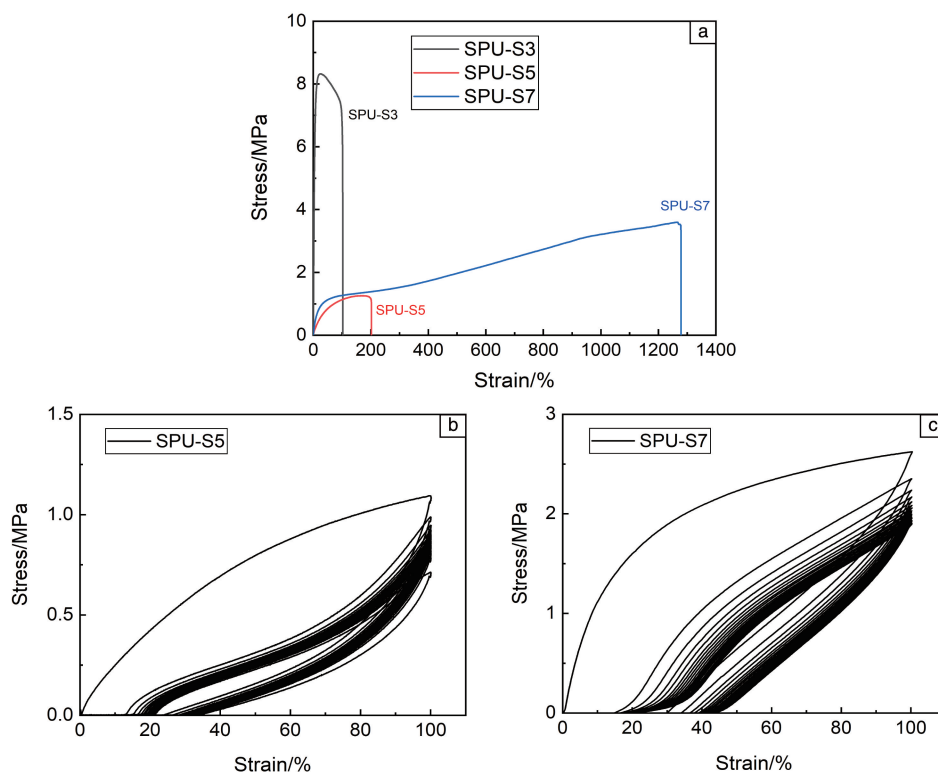 a
SPU-S3
SPU-S5
SPU-S7
SPU-S3
SPU-S7
SPU-S5
Stress/MPa
10
8
6
4
2
0
0 200 400 600 800 1000 1200 1400
Strain/%
b
SPU-S5
Stress/MPa
1.5
1.0
0.5
0.0
0 20 40 60 80 100
Strain/%
c
SPU-S7
Stress/MPa
3
2
1
0
0 20 40 60 80 100
Strain/%